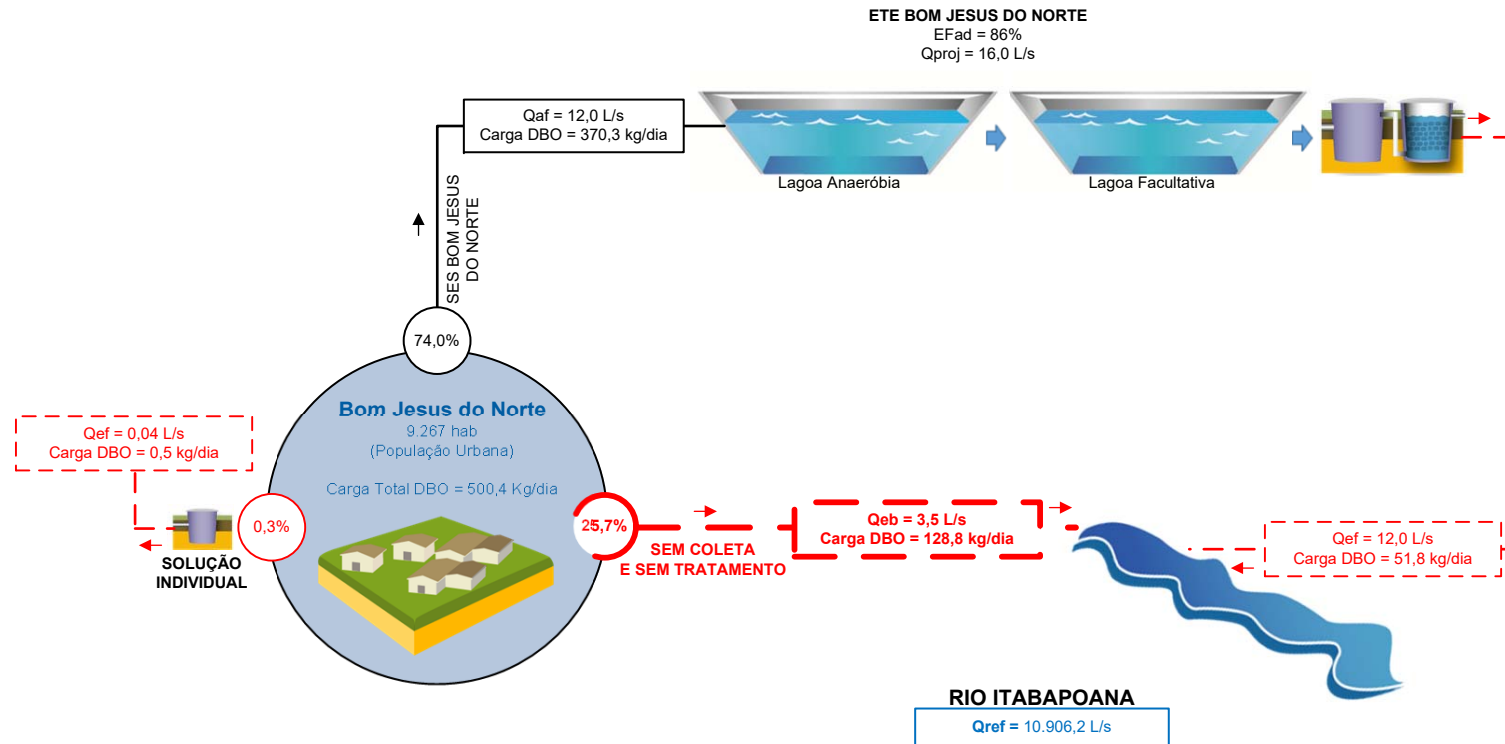 ETE BOM JESUS DO NORTE
EFad = 86%
Qproj = 16,0 L/s
Qaf = 12,0 L/s
Carga DBO = 370,3 kg/dia
Lagoa Anaeróbia
Lagoa Facultativa
SES BOM JESUS
DO NORTE
74,0%
Bom Jesus do Norte
9.267 hab
(População Urbana)
Carga Total DBO = 500,4 Kg/dia
Qef = 0,04 L/s
Carga DBO = 0,5 kg/dia
0,3%
SOLUÇÃO
INDIVIDUAL
25,7%
SEM COLETA
E SEM TRATAMENTO
Qeb = 3,5 L/s
Carga DBO = 128,8 kg/dia
Qef = 12,0 L/s
Carga DBO = 51,8 kg/dia
RIO ITABAPOANA
Qref = 10.906,2 L/s